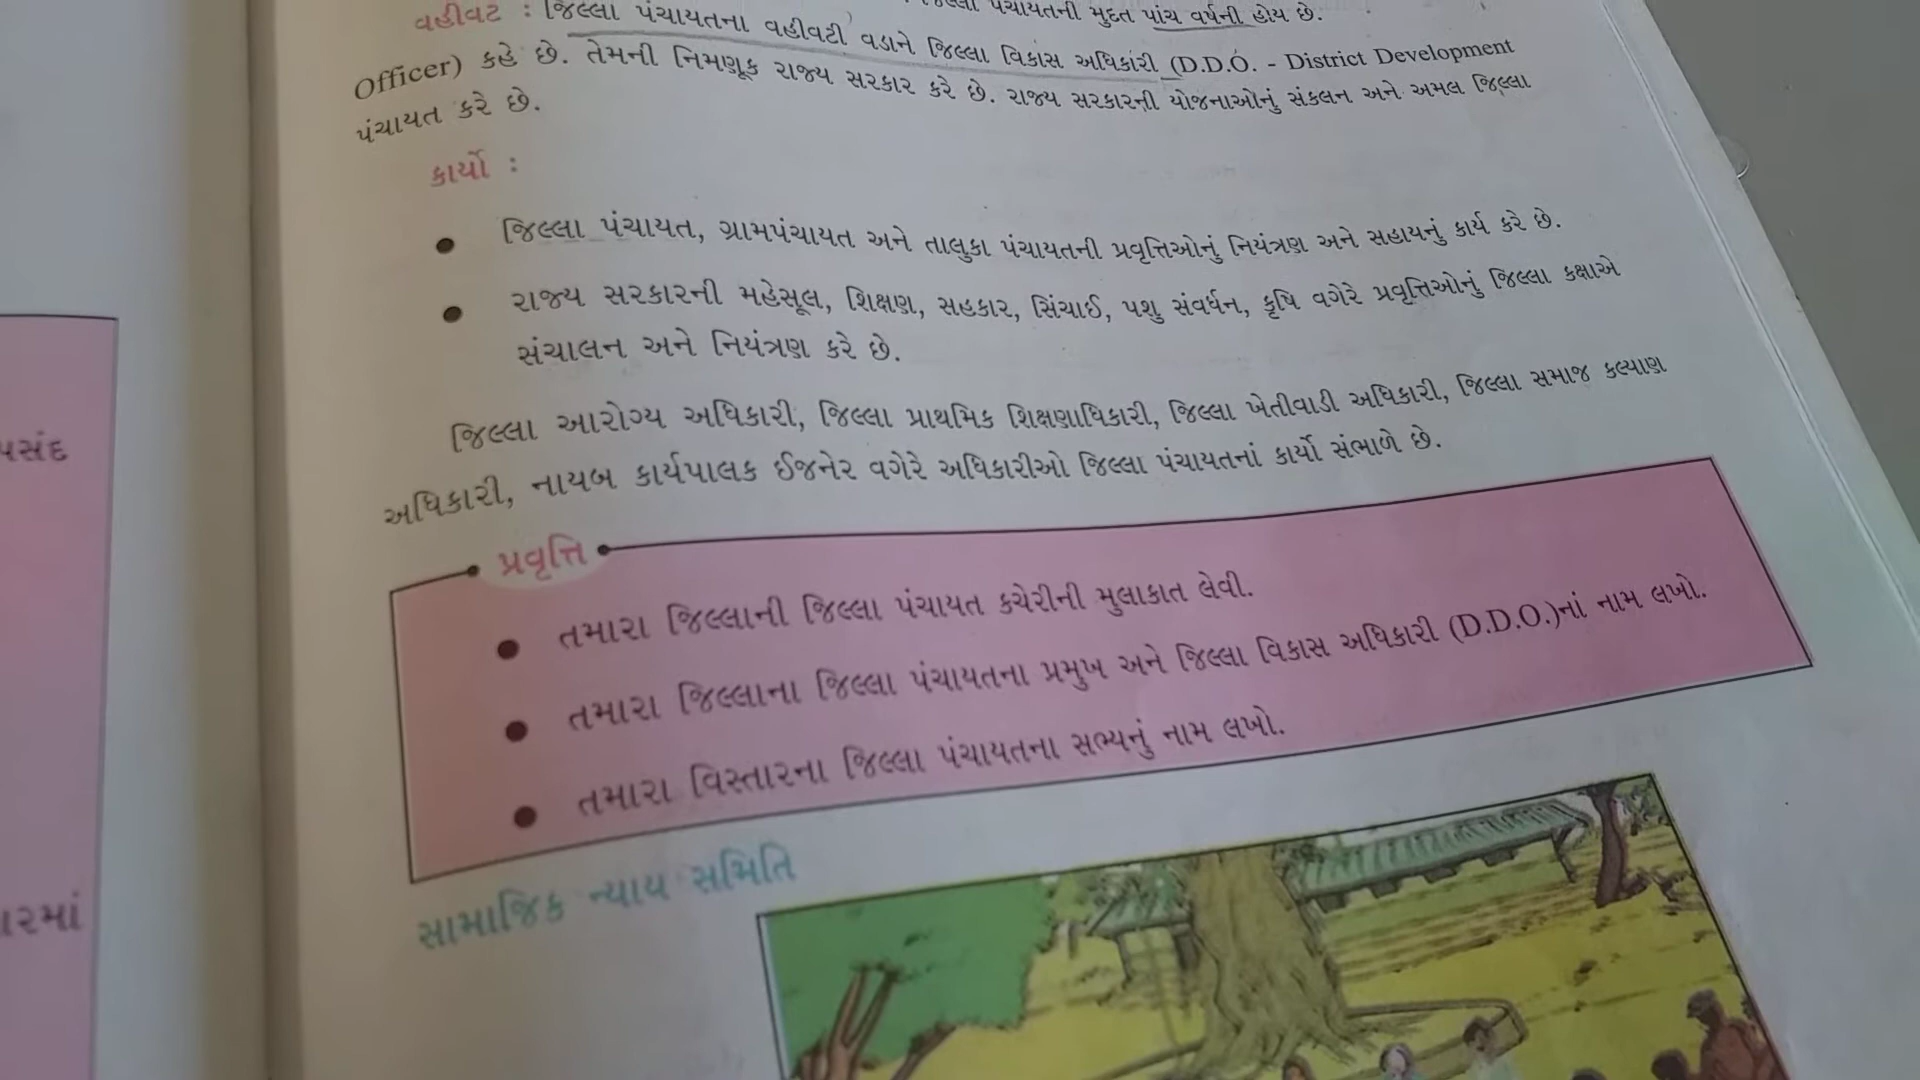 પંચાયતની મુદત પાંચ વર્ષની હોય છે.
વહીવટ : જિલ્લા પંચાયતના વહીવટી વડાને જિલ્લા વિકાસ અધિકારી (D.D.O. - District Development
Officer) કહે છે. તેમની નિમણૂક રાજ્ય સરકાર કરે છે. રાજ્ય સરકારની યોજનાઓનું સંકલન અને અમલ જિલ્લા
પંચાયત કરે છે.
કાર્યો :
● જિલ્લા પંચાયત, ગ્રામપંચાયત અને તાલુકા પંચાયતની પ્રવૃત્તિઓનું નિયંત્રણ અને સહાયનું કાર્ય કરે છે.
● રાજ્ય સરકારની મહેસૂલ, શિક્ષણ, સહકાર, સિંચાઈ, પશુ સંવર્ધન, કૃષિ વગેરે પ્રવૃત્તિઓનું જિલ્લા કક્ષાએ
સંચાલન અને નિયંત્રણ કરે છે.
જિલ્લા આરોગ્ય અધિકારી, જિલ્લા પ્રાથમિક શિક્ષણાધિકારી, જિલ્લા ખેતીવાડી અધિકારી, જિલ્લા સમાજ કલ્યાણ
અધિકારી, નાયબ કાર્યપાલક ઈજનેર વગેરે અધિકારીઓ જિલ્લા પંચાયતનાં કાર્યો સંભાળે છે.
પ્રવૃત્તિ
● તમારા જિલ્લાની જિલ્લા પંચાયત કચેરીની મુલાકાત લેવી.
● તમારા જિલ્લાના જિલ્લા પંચાયતના પ્રમુખ અને જિલ્લા વિકાસ અધિકારી (D.D.O.)નાં નામ લખો.
● તમારા વિસ્તારના જિલ્લા પંચાયતના સભ્યનું નામ લખો.
સામાજિક ન્યાય સમિતિ